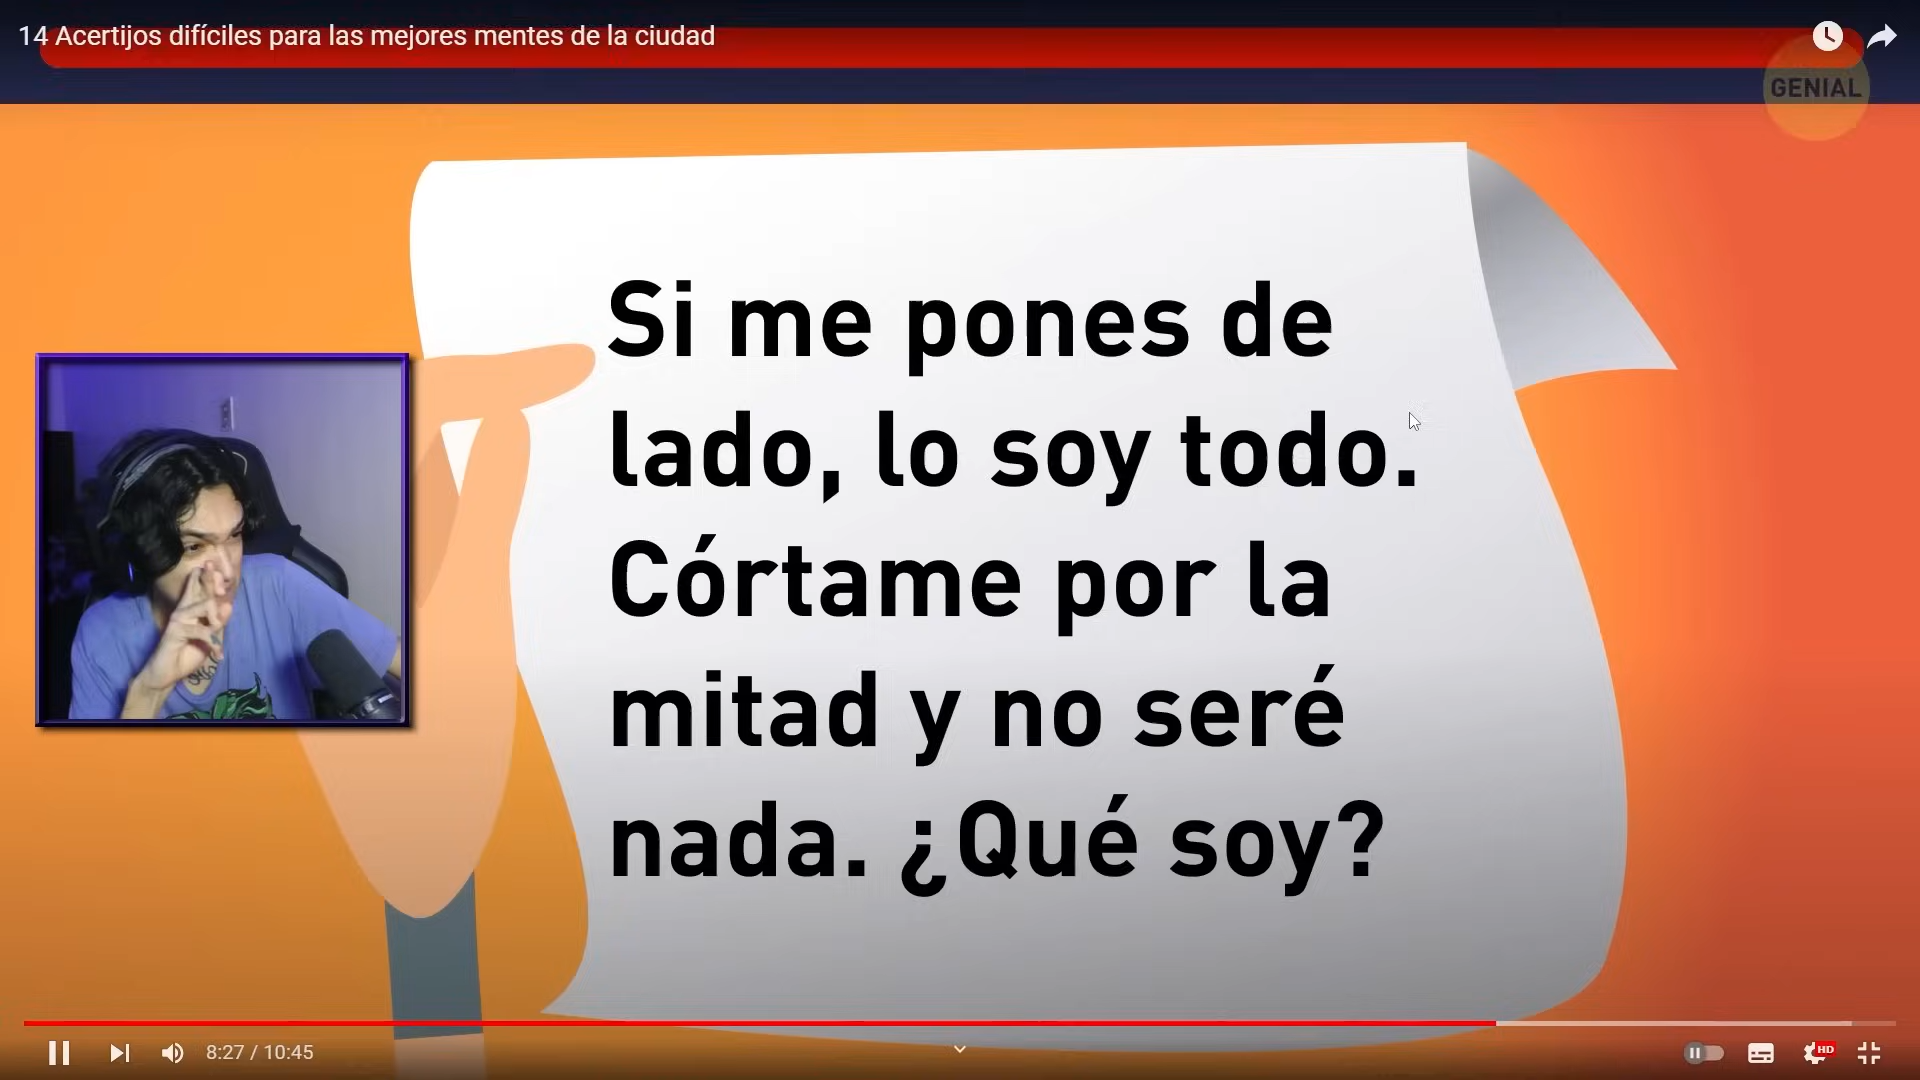 14 Acertijos difíciles para las mejores mentes de la ciudad
GENIAL
Si me pones de
lado, lo soy todo.
Córtame por la
mitad y no seré
nada. ¿Qué soy?
8:27 / 10:45
HD